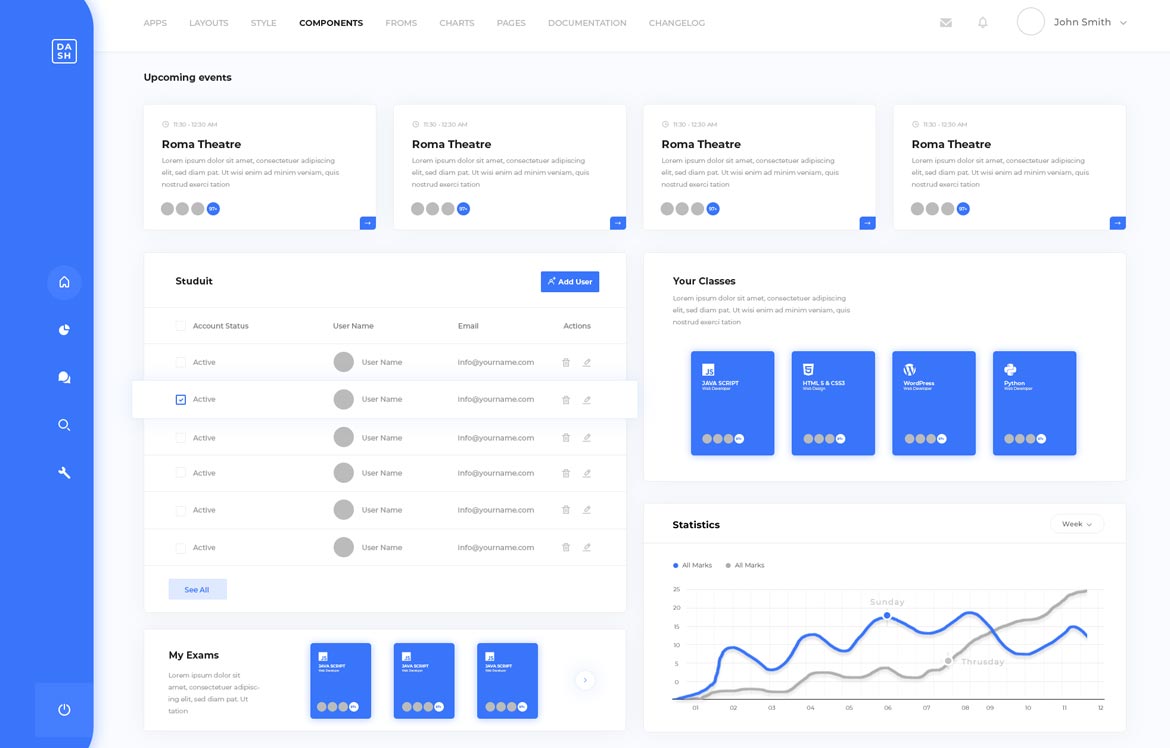 DA
SH
APPS LAYOUTS STYLE COMPONENTS FROMS CHARTS PAGES DOCUMENTATION CHANGELOG John Smith
Upcoming events
11:30 - 12:30 AM
Roma Theatre
Lorem ipsum dolor sit amet, consectetuer adipiscing
elit, sed diam pat. Ut wisi enim ad minim veniam, quis
nostrud exerci tation
97+
11:30 - 12:30 AM
Roma Theatre
Lorem ipsum dolor sit amet, consectetuer adipiscing
elit, sed diam pat. Ut wisi enim ad minim veniam, quis
nostrud exerci tation
97+
11:30 - 12:30 AM
Roma Theatre
Lorem ipsum dolor sit amet, consectetuer adipiscing
elit, sed diam pat. Ut wisi enim ad minim veniam, quis
nostrud exerci tation
97+
11:30 - 12:30 AM
Roma Theatre
Lorem ipsum dolor sit amet, consectetuer adipiscing
elit, sed diam pat. Ut wisi enim ad minim veniam, quis
nostrud exerci tation
97+
Studuit
Add User
Account Status User Name Email Actions
Active User Name info@yourname.com
Active User Name info@yourname.com
Active User Name info@yourname.com
Active User Name info@yourname.com
Active User Name info@yourname.com
Active User Name info@yourname.com
See All
Your Classes
Lorem ipsum dolor sit amet, consectetuer adipiscing
elit, sed diam pat. Ut wisi enim ad minim veniam, quis
nostrud exerci tation
JS
JAVA SCRIPT
Web Developer
5
HTML 5 & CSS3
Web Design
W
WordPress
Web Developer
Python
Web Developer
My Exams
Lorem ipsum dolor sit
amet, consectetuer adipisc-
ing elit, sed diam pat. Ut
tation
JS
JAVA SCRIPT
Web Developer
JS
JAVA SCRIPT
Web Developer
JS
JAVA SCRIPT
Web Developer
Statistics
Week
All Marks All Marks
25
20
15
10
5
0
Sunday
Thrusday
01 02 03 04 05 06 07 08 09 10 11 12